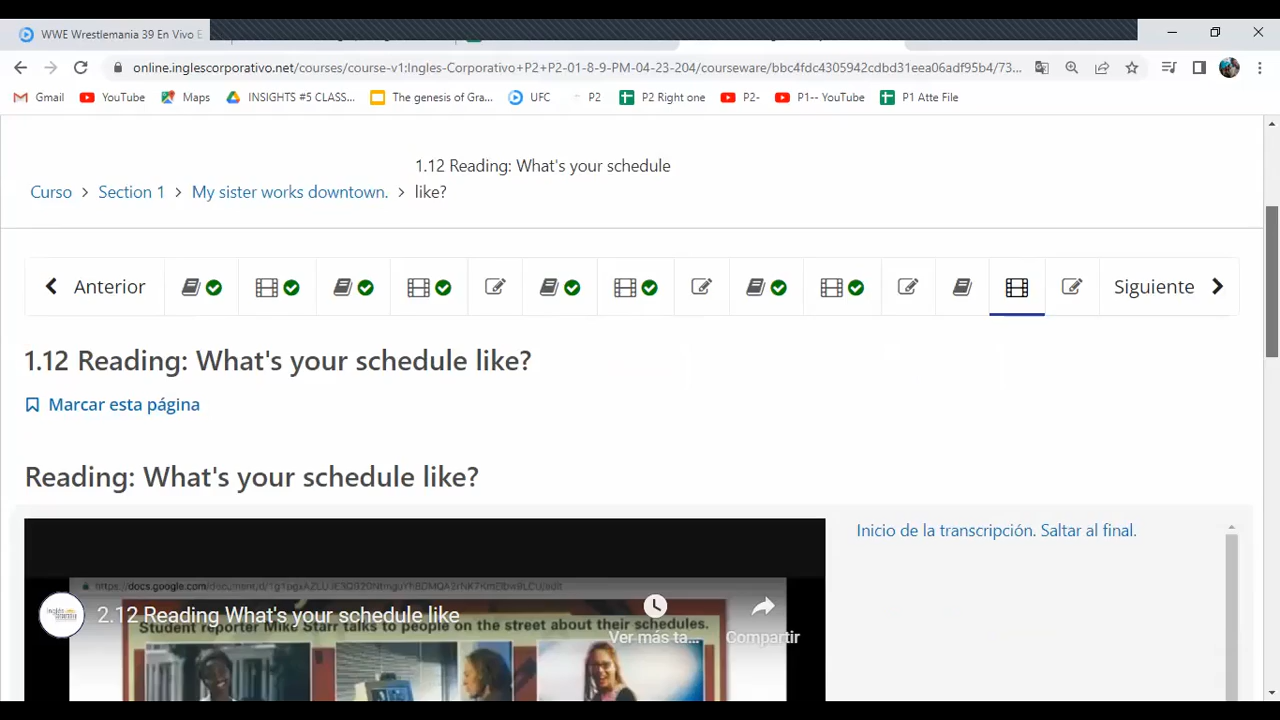 WWE Wrestlemania 39 En Vivo E
online.inglescorporativo.net/courses/course-v1:Ingles-Corporativo+P2+P2-01-8-9-PM-04-23-204/courseware/bbc4fdc4305942cdbd31eea06adf95b4/73...
Gmail YouTube Maps INSIGHTS #5 CLASS... The genesis of Gra... UFC P2 P2 Right one P2- P1-- YouTube P1 Atte File
1.12 Reading: What's your schedule
Curso > Section 1 > My sister works downtown. > like?
Anterior Siguiente
1.12 Reading: What's your schedule like?
Marcar esta página
Reading: What's your schedule like?
Inicio de la transcripción. Saltar al final.
2.12 Reading What's your schedule like
Student reporter Mike Starr talks to people on the street about their schedules.
Ver más ta... Compartir